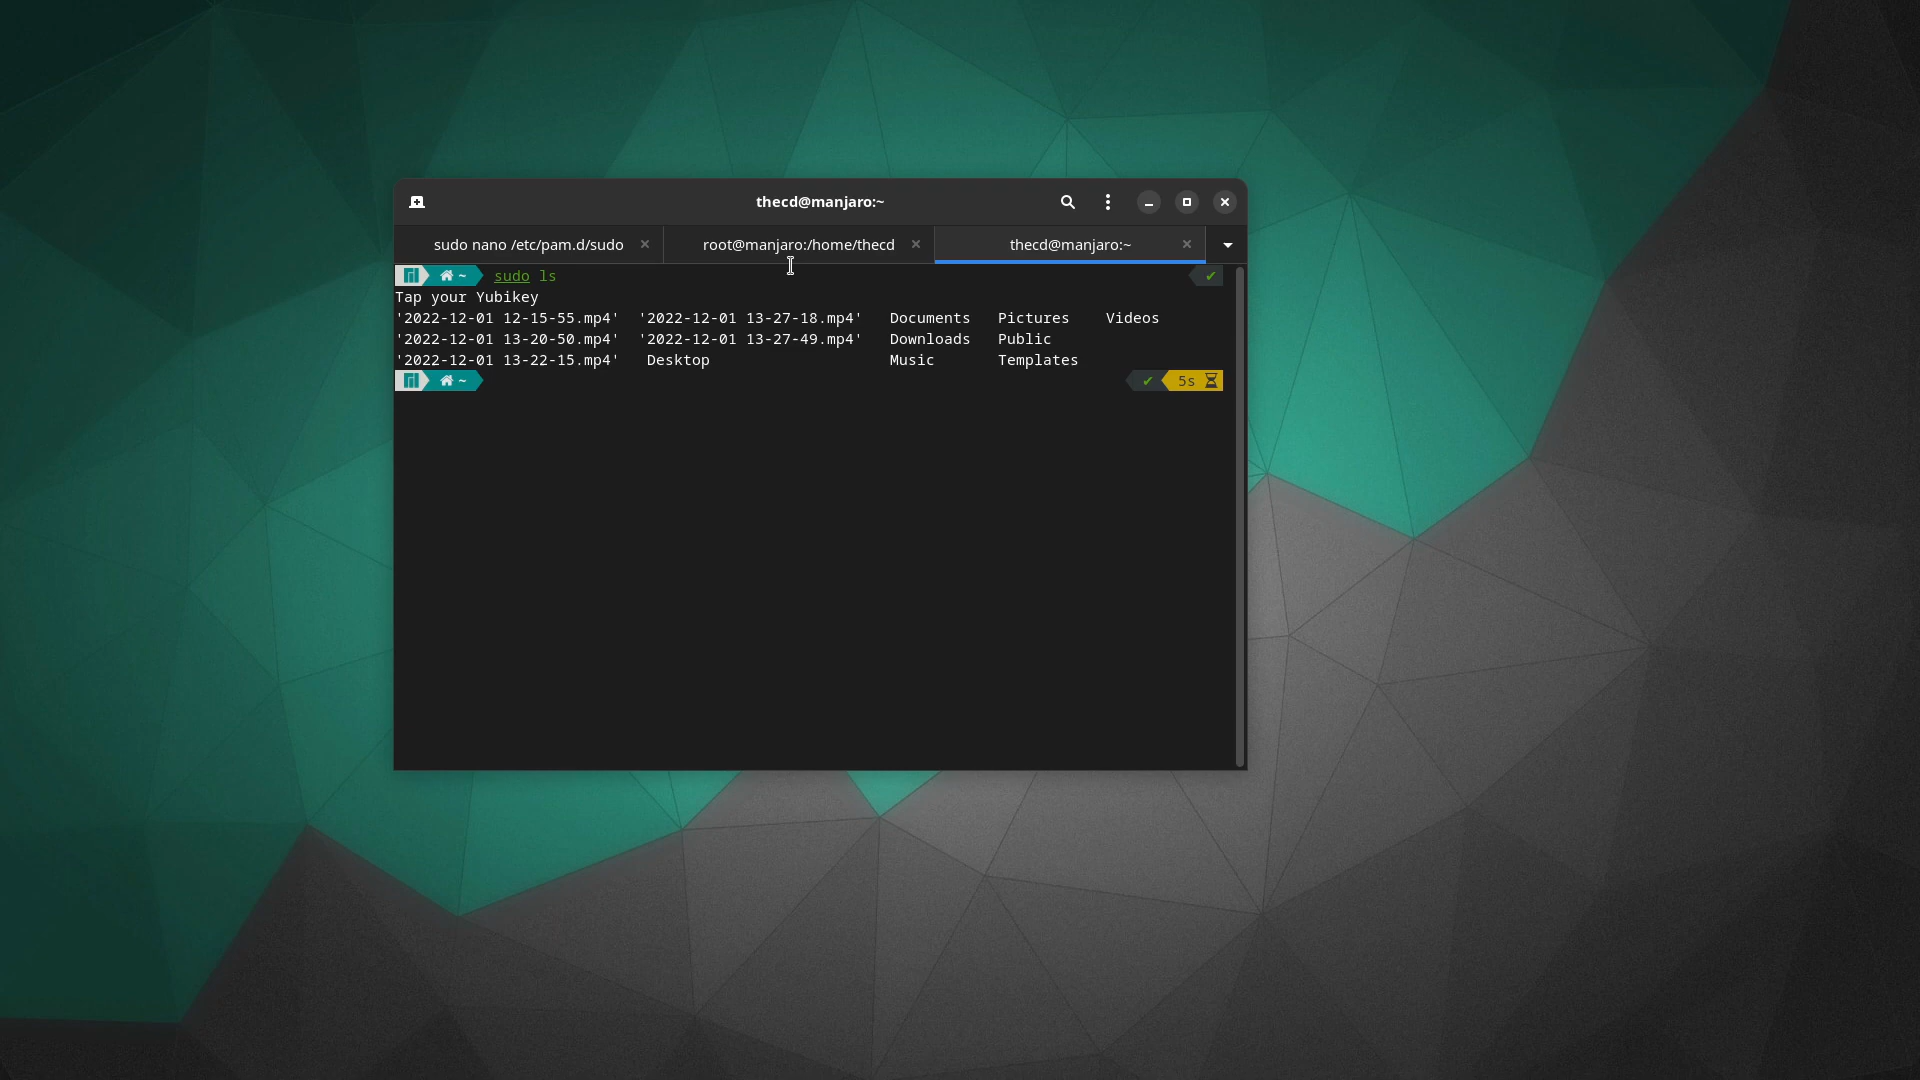 thecd@manjaro:~
sudo nano /etc/pam.d/sudo root@manjaro:/home/thecd thecd@manjaro:~
~ sudo ls ✔
Tap your Yubikey
'2022-12-01 12-15-55.mp4' '2022-12-01 13-27-18.mp4' Documents Pictures Videos
'2022-12-01 13-20-50.mp4' '2022-12-01 13-27-49.mp4' Downloads Public
'2022-12-01 13-22-15.mp4' Desktop Music Templates
~ ✔ 5s